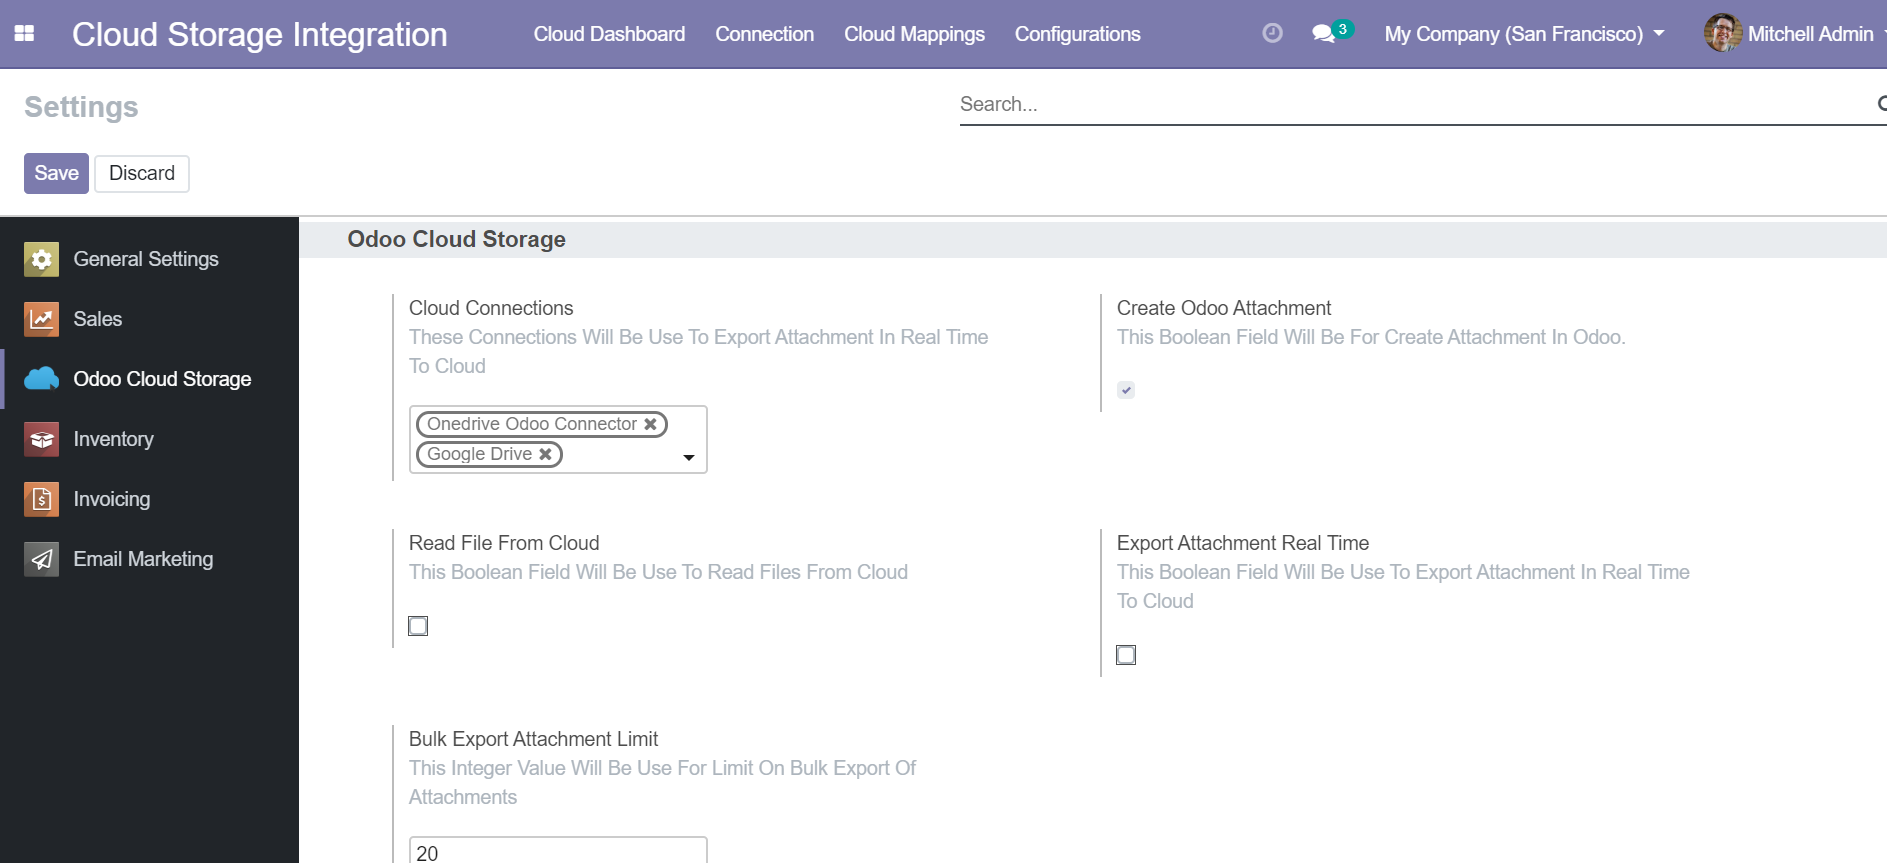 Cloud Storage Integration
Cloud Dashboard
Connection
Cloud Mappings
Configurations
3
My Company (San Francisco)
Mitchell Admin
Settings
Search...
Save
Discard
General Settings
Sales
Odoo Cloud Storage
Inventory
Invoicing
Email Marketing
Odoo Cloud Storage
Cloud Connections
These Connections Will Be Use To Export Attachment In Real Time
To Cloud
Onedrive Odoo Connector
Google Drive
Create Odoo Attachment
This Boolean Field Will Be For Create Attachment In Odoo.
Read File From Cloud
This Boolean Field Will Be Use To Read Files From Cloud
Export Attachment Real Time
This Boolean Field Will Be Use To Export Attachment In Real Time
To Cloud
Bulk Export Attachment Limit
This Integer Value Will Be Use For Limit On Bulk Export Of
Attachments
20